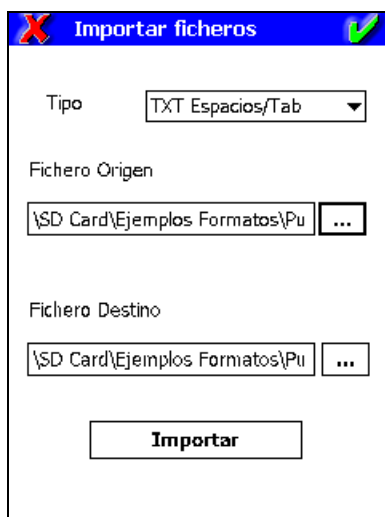 Importar ficheros
Tipo TXT Espacios/Tab
Fichero Origen
\SD Card\Ejemplos Formatos\Pu ...
Fichero Destino
\SD Card\Ejemplos Formatos\Pu ...
Importar